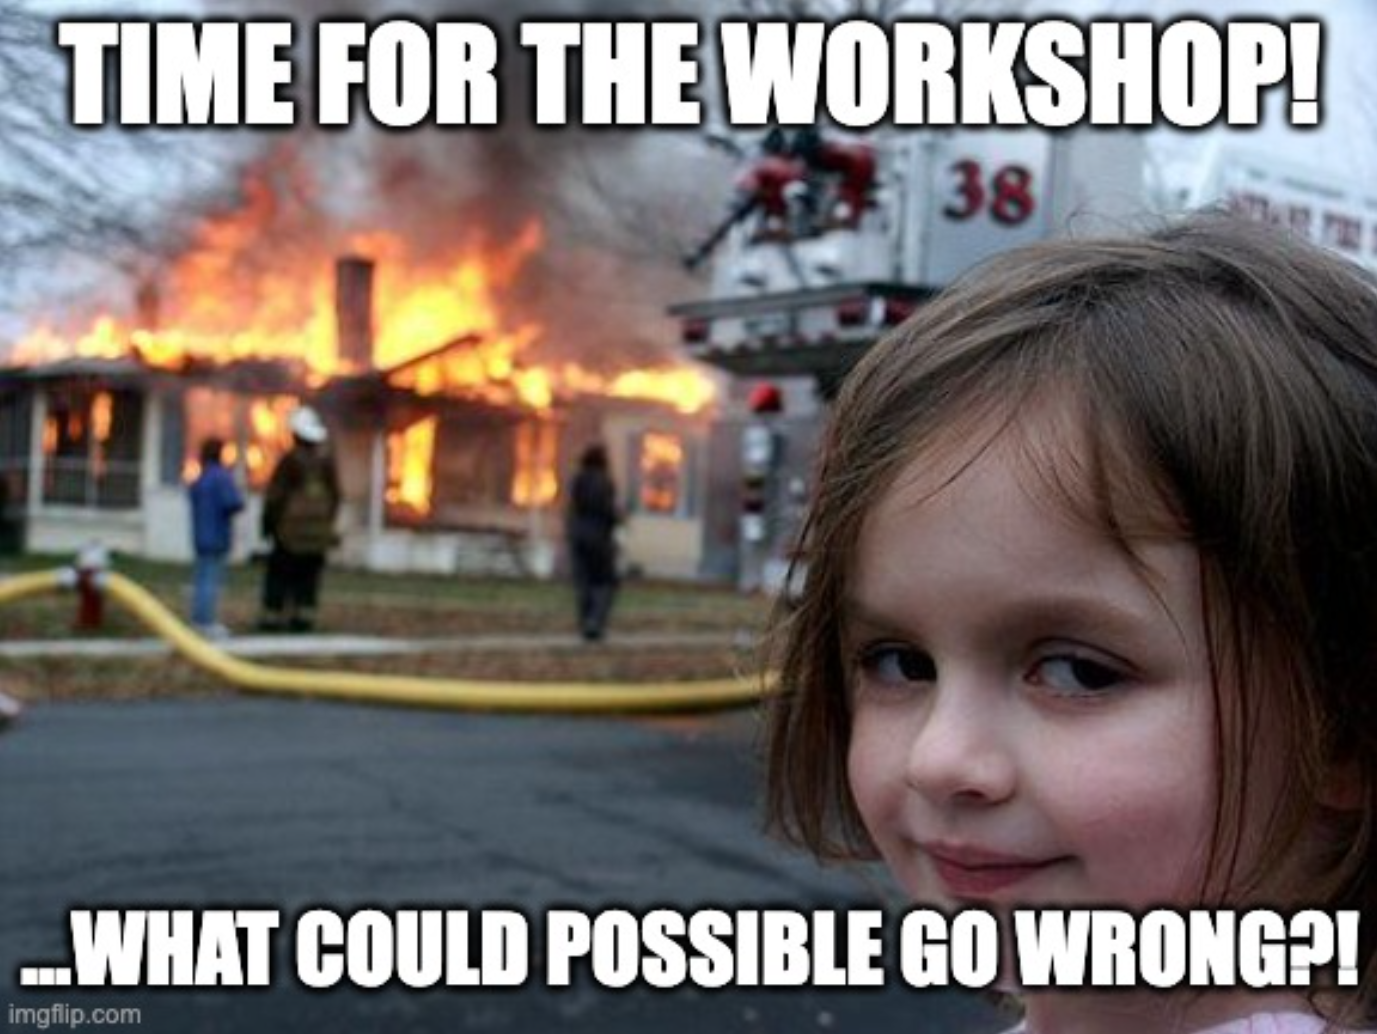 TIME FOR THE WORKSHOP!
38
...WHAT COULD POSSIBLE GO WRONG?!
imgflip.com